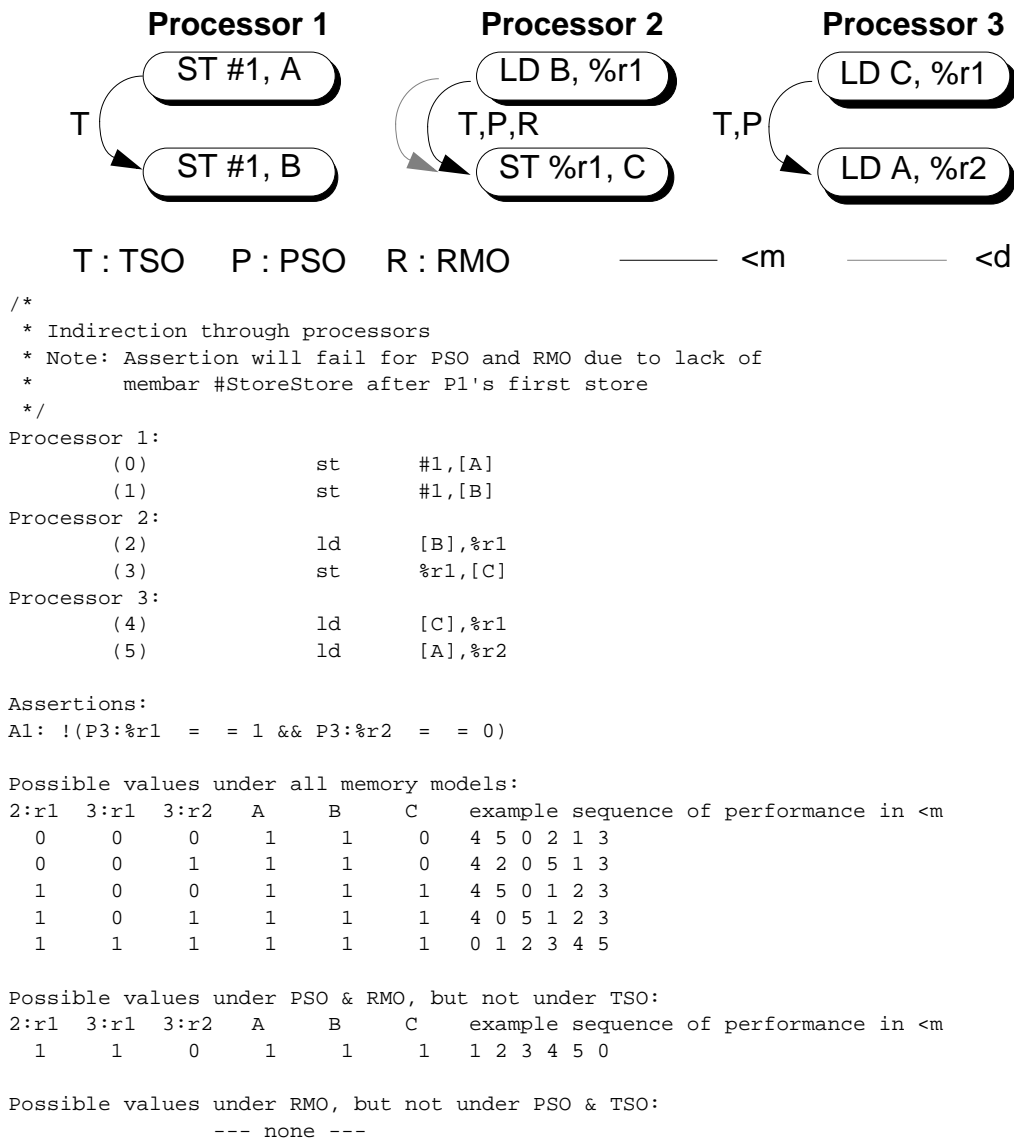 Processor 1 Processor 2 Processor 3
ST #1, A LD B, %r1 LD C, %r1
T T,P,R T,P
ST #1, B ST %r1, C LD A, %r2
T : TSO P : PSO R : RMO <m <d
/*
* Indirection through processors
* Note: Assertion will fail for PSO and RMO due to lack of
* membar #StoreStore after P1's first store
*/
Processor 1:
(0) st #1,[A]
(1) st #1,[B]
Processor 2:
(2) ld [B],%r1
(3) st %r1,[C]
Processor 3:
(4) ld [C],%r1
(5) ld [A],%r2
Assertions:
A1: !(P3:%r1 = = 1 && P3:%r2 = = 0)
Possible values under all memory models:
2:r1 3:r1 3:r2 A B C example sequence of performance in <m
0 0 0 1 1 0 4 5 0 2 1 3
0 0 1 1 1 0 4 2 0 5 1 3
1 0 0 1 1 1 4 5 0 1 2 3
1 0 1 1 1 1 4 0 5 1 2 3
1 1 1 1 1 1 0 1 2 3 4 5
Possible values under PSO & RMO, but not under TSO:
2:r1 3:r1 3:r2 A B C example sequence of performance in <m
1 1 0 1 1 1 1 2 3 4 5 0
Possible values under RMO, but not under PSO & TSO:
--- none ---